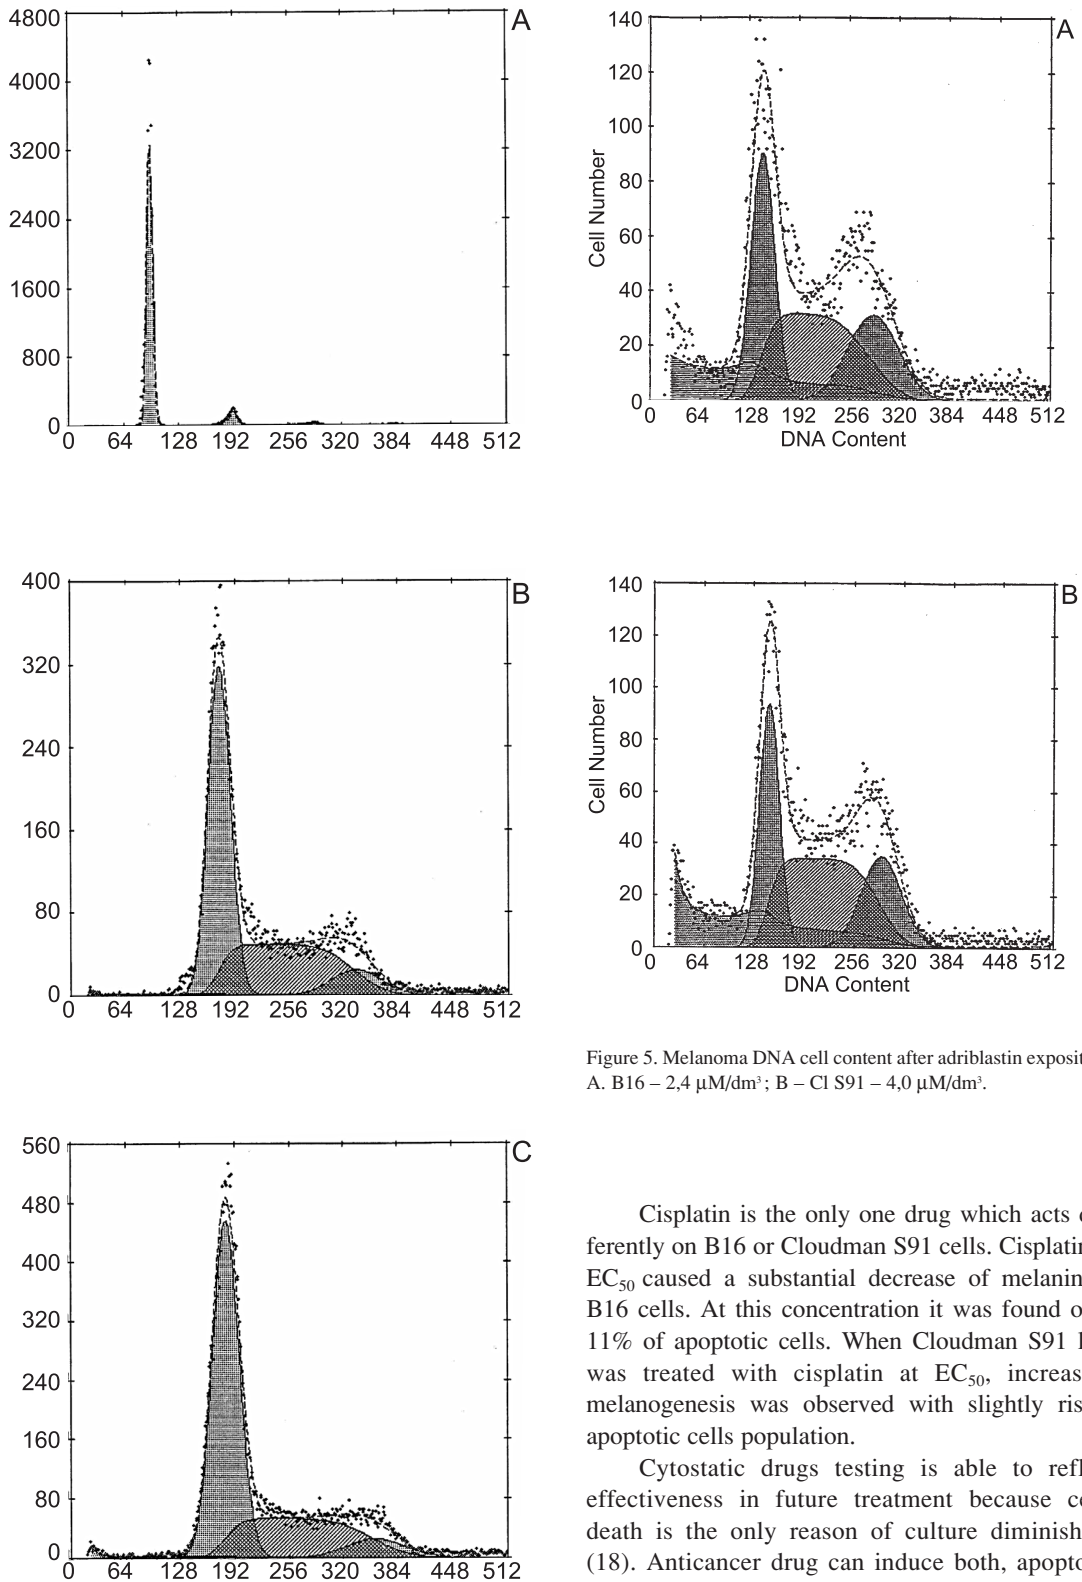 A
4800
4000
3200
2400
1600
800
0
0 64 128 192 256 320 384 448 512
B
400
320
240
160
80
0
0 64 128 192 256 320 384 448 512
C
560
480
400
320
240
160
80
0
0 64 128 192 256 320 384 448 512
A
140
120
100
80
60
40
20
0
Cell Number
0 64 128 192 256 320 384 448 512
DNA Content
B
140
120
100
80
60
40
20
0
Cell Number
0 64 128 192 256 320 384 448 512
DNA Content
Figure 5. Melanoma DNA cell content after adriblastin exposit
A. B16 – 2,4 μM/dm³; B – Cl S91 – 4,0 μM/dm³.
Cisplatin is the only one drug which acts
ferently on B16 or Cloudman S91 cells. Cisplatin
EC50 caused a substantial decrease of melanin
B16 cells. At this concentration it was found o
11% of apoptotic cells. When Cloudman S91
was treated with cisplatin at EC50, increas
melanogenesis was observed with slightly ris
apoptotic cells population.
Cytostatic drugs testing is able to refl
effectiveness in future treatment because ce
death is the only reason of culture diminish
(18). Anticancer drug can induce both, apopto